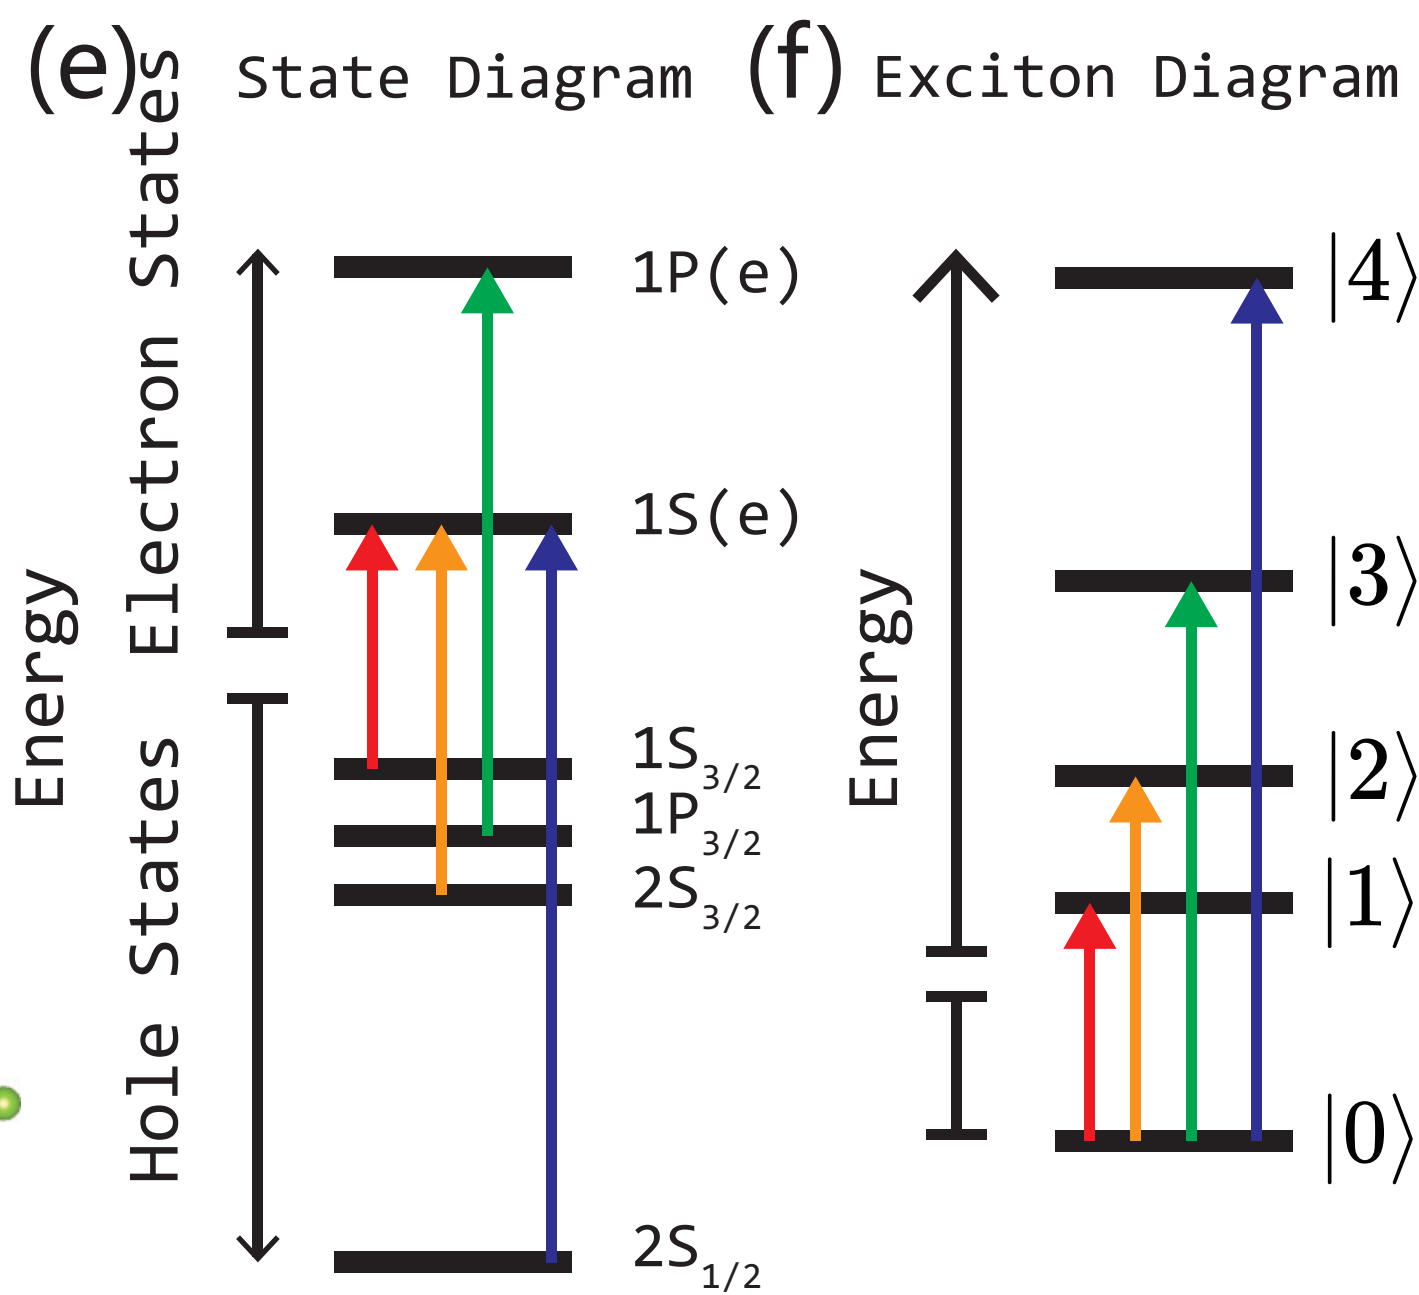 (e) State Diagram
Energy
Hole States Electron States
1P(e)
1S(e)
1S3/2
1P3/2
2S3/2
2S1/2
(f) Exciton Diagram
Energy
|4⟩
|3⟩
|2⟩
|1⟩
|0⟩